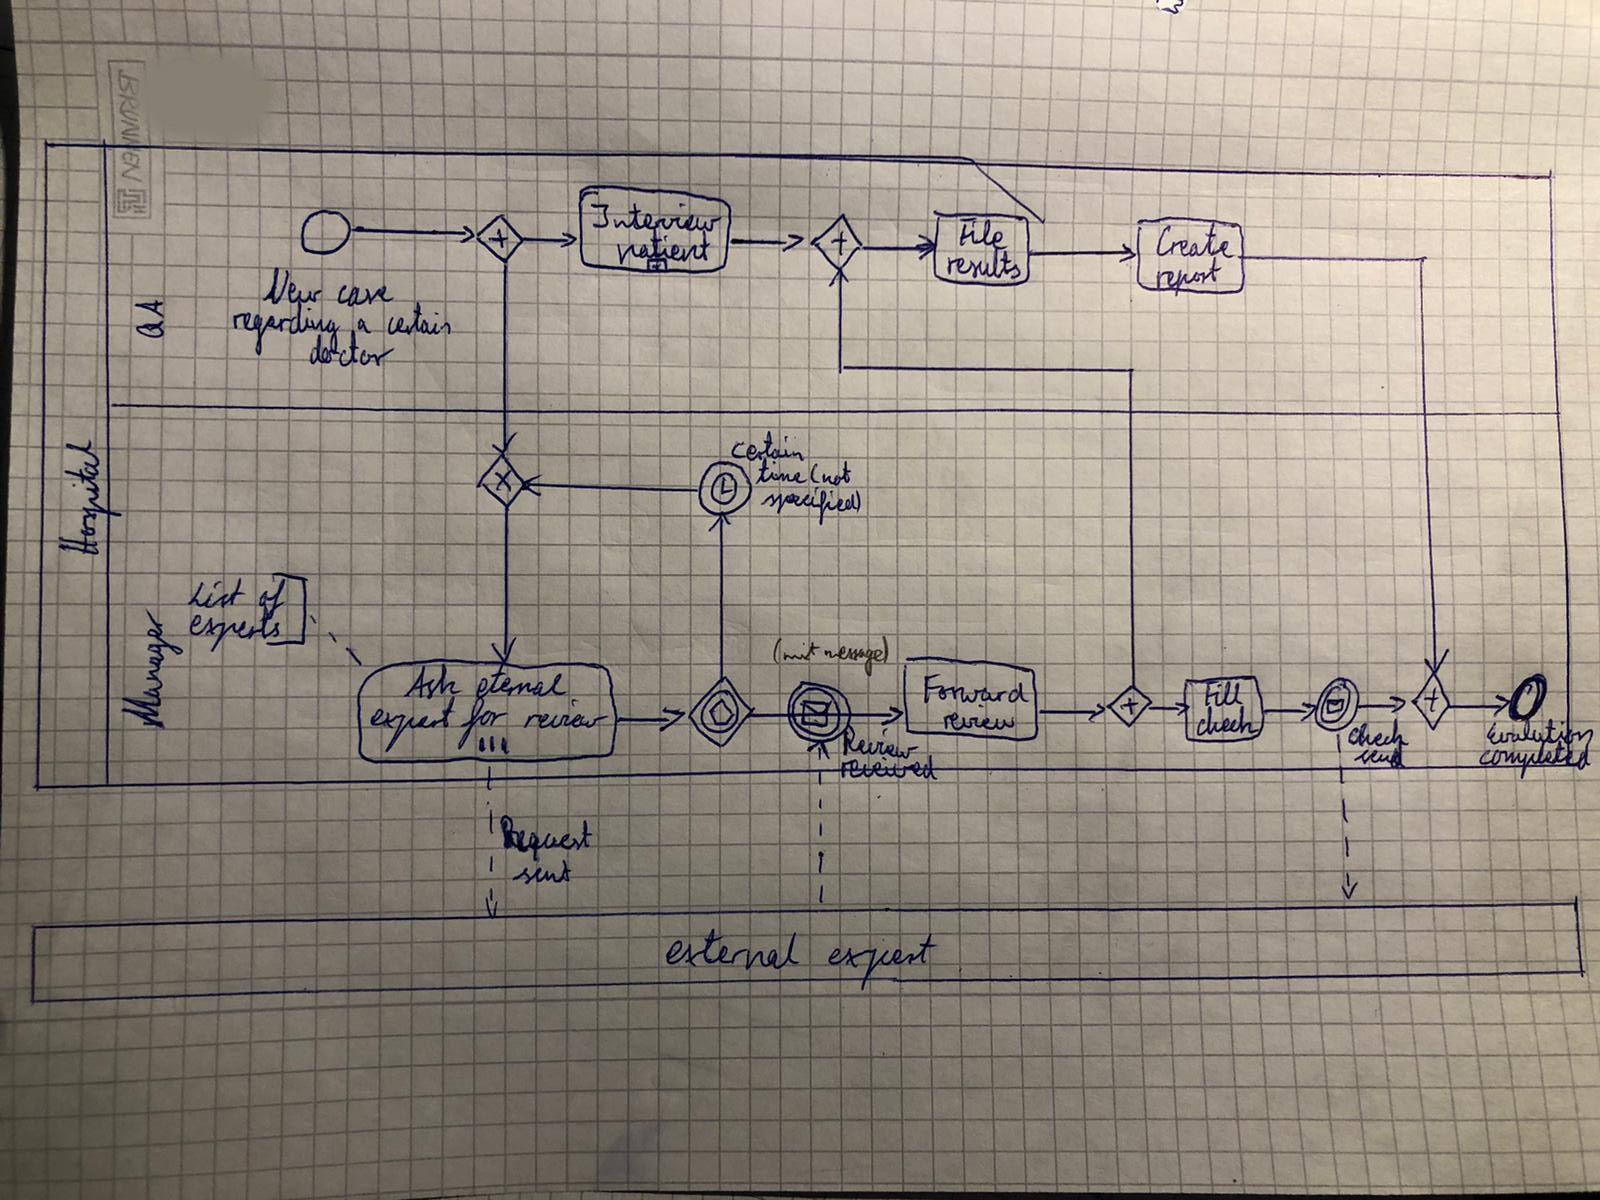 BRUNNEN
Interview
patient
File
results
Create
report
New case
regarding a certain
doctor
QA
Hospital
certain
time (not
specified)
List of
experts
Manager
Ask eternal
expert for review
(mit message)
Forward
review
Review
received
Fill
check
check
send
Evalution
completed
Request
sent
external expert